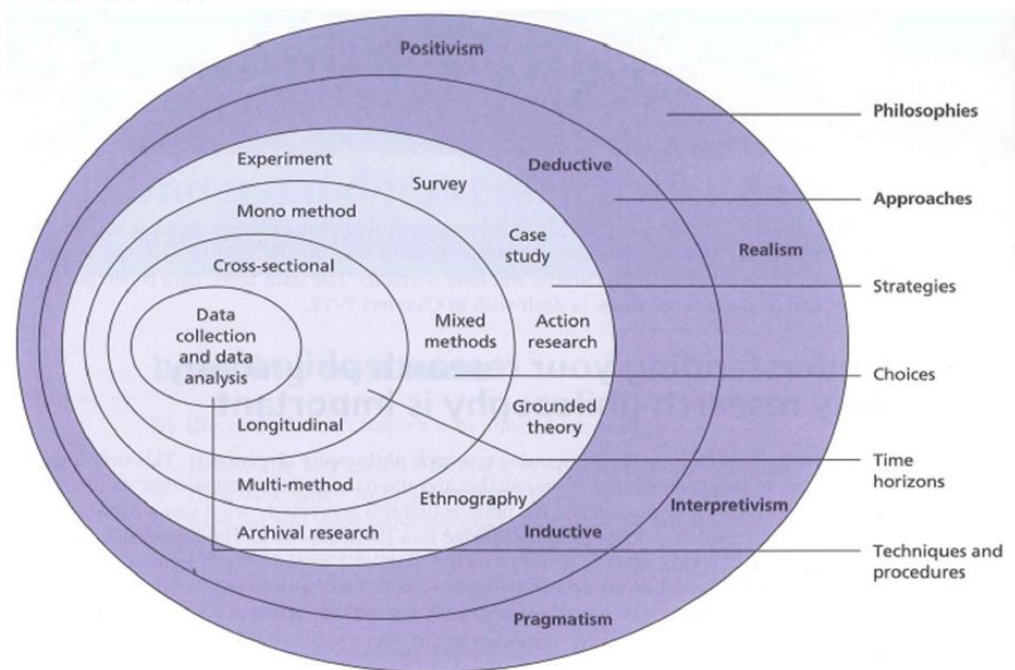 Positivism
Philosophies
Experiment
Deductive
Survey
Approaches
Mono method
Case
study
Realism
Cross-sectional
Strategies
Data
collection
and data
analysis
Mixed
methods
Action
research
Choices
Grounded
theory
Longitudinal
Time
horizons
Multi-method
Ethnography
Interpretivism
Archival research
Inductive
Techniques and
procedures
Pragmatism